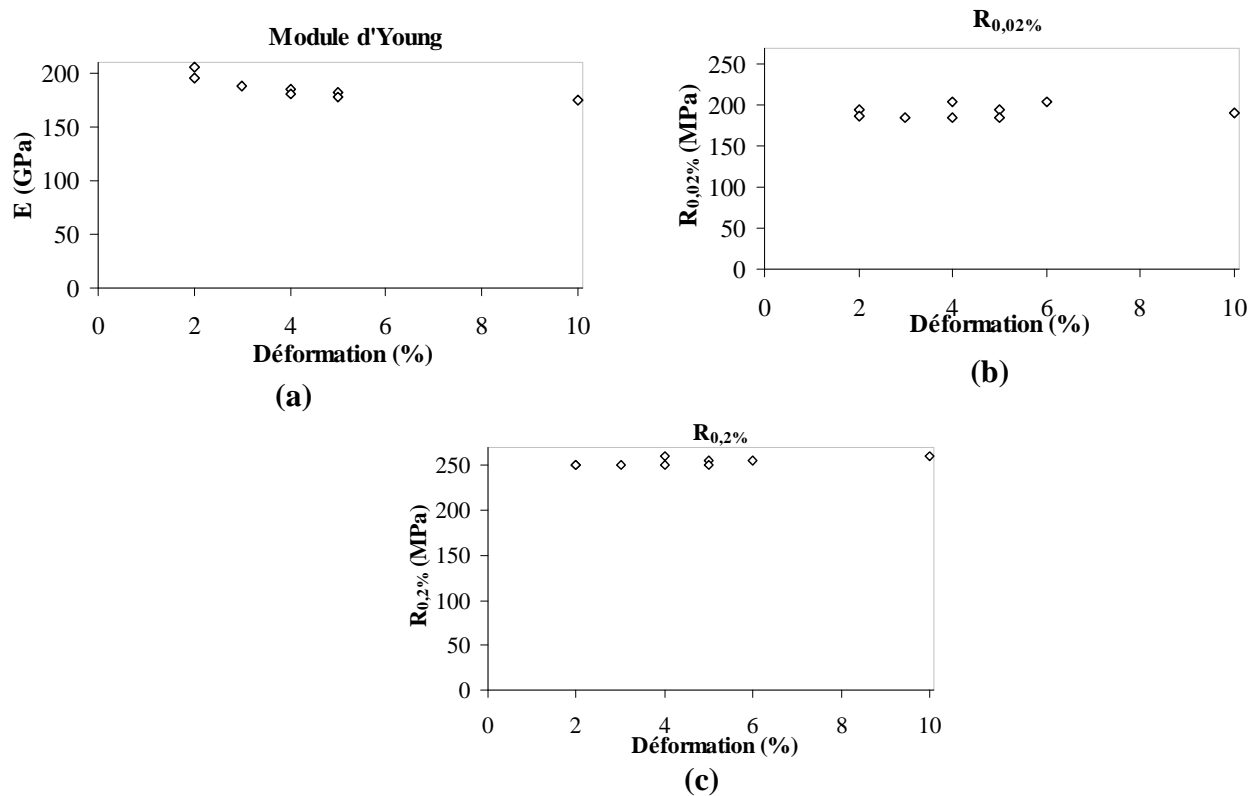 Module d'Young
200
150
100
50
0
E (GPa)
0 2 4 6 8 10
Déformation (%)
(a)
R0,02%
250
200
150
100
50
0
R0,02% (MPa)
0 2 4 6 8 10
Déformation (%)
(b)
R0,2%
250
200
150
100
50
0
R0,2% (MPa)
0 2 4 6 8 10
Déformation (%)
(c)